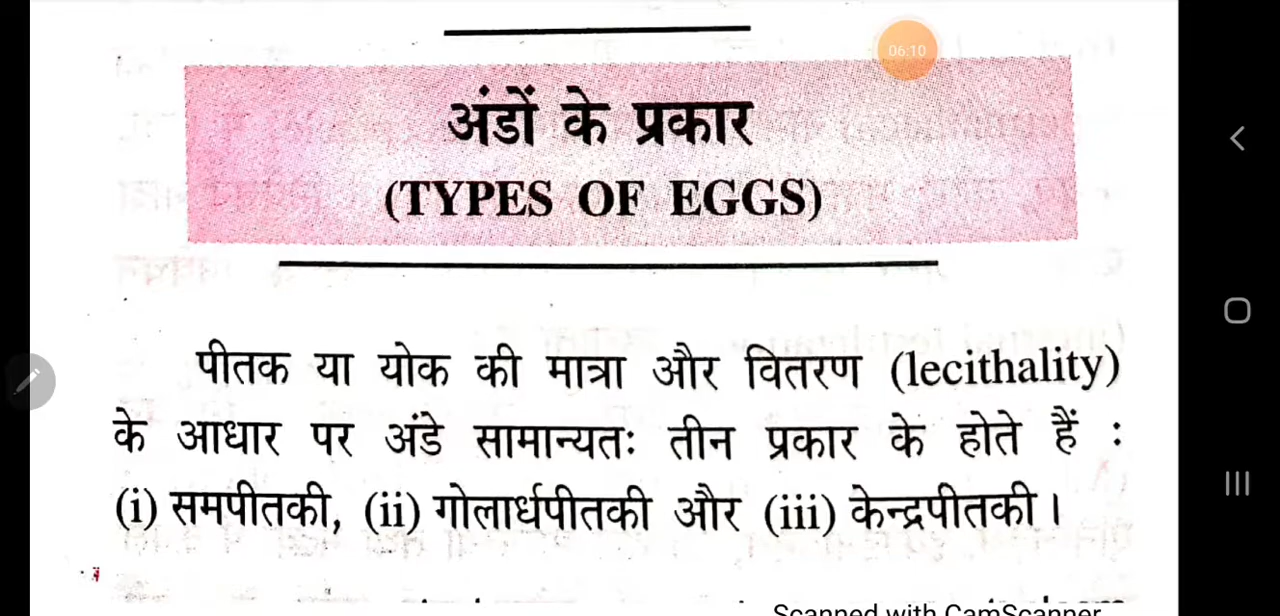 06:10
अंडों के प्रकार
(TYPES OF EGGS)
पीतक या योक की मात्रा और वितरण (lecithality)
के आधार पर अंडे सामान्यतः तीन प्रकार के होते हैं :
(i) समपीतकी, (ii) गोलार्धपीतकी और (iii) केन्द्रपीतकी।
Scanned with CamScanner